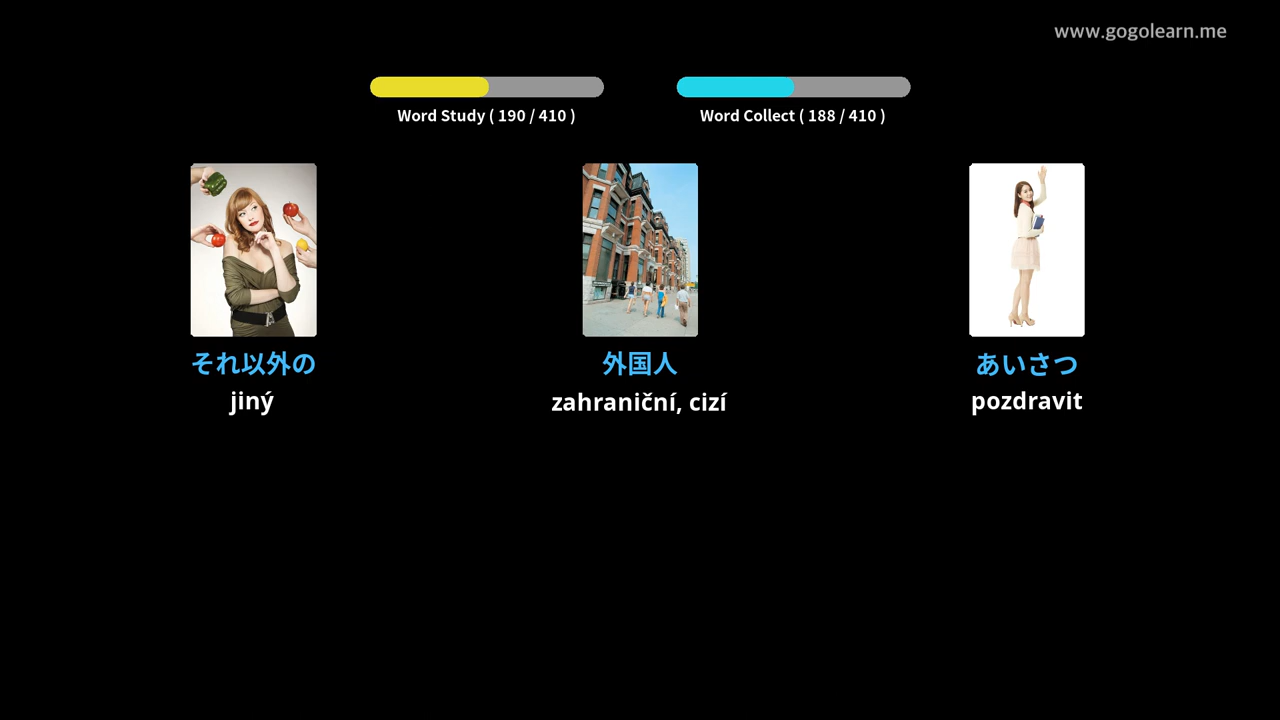 www.gogolearn.me
Word Study ( 190 / 410 )
Word Collect ( 188 / 410 )
それ以外の
外国人
あいさつ
jiný
zahraniční, cizí
pozdravit